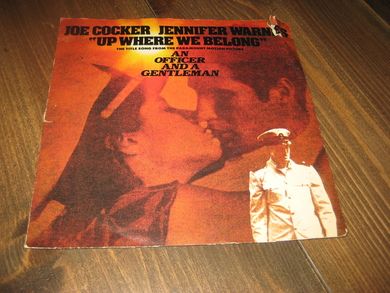 JOE COCKER JENNIFER WARNES
"UP WHERE WE BELONG"
THE TITLE SONG FROM THE PARAMOUNT MOTION PICTURE
AN
OFFICER
AND A
GENTLEMAN